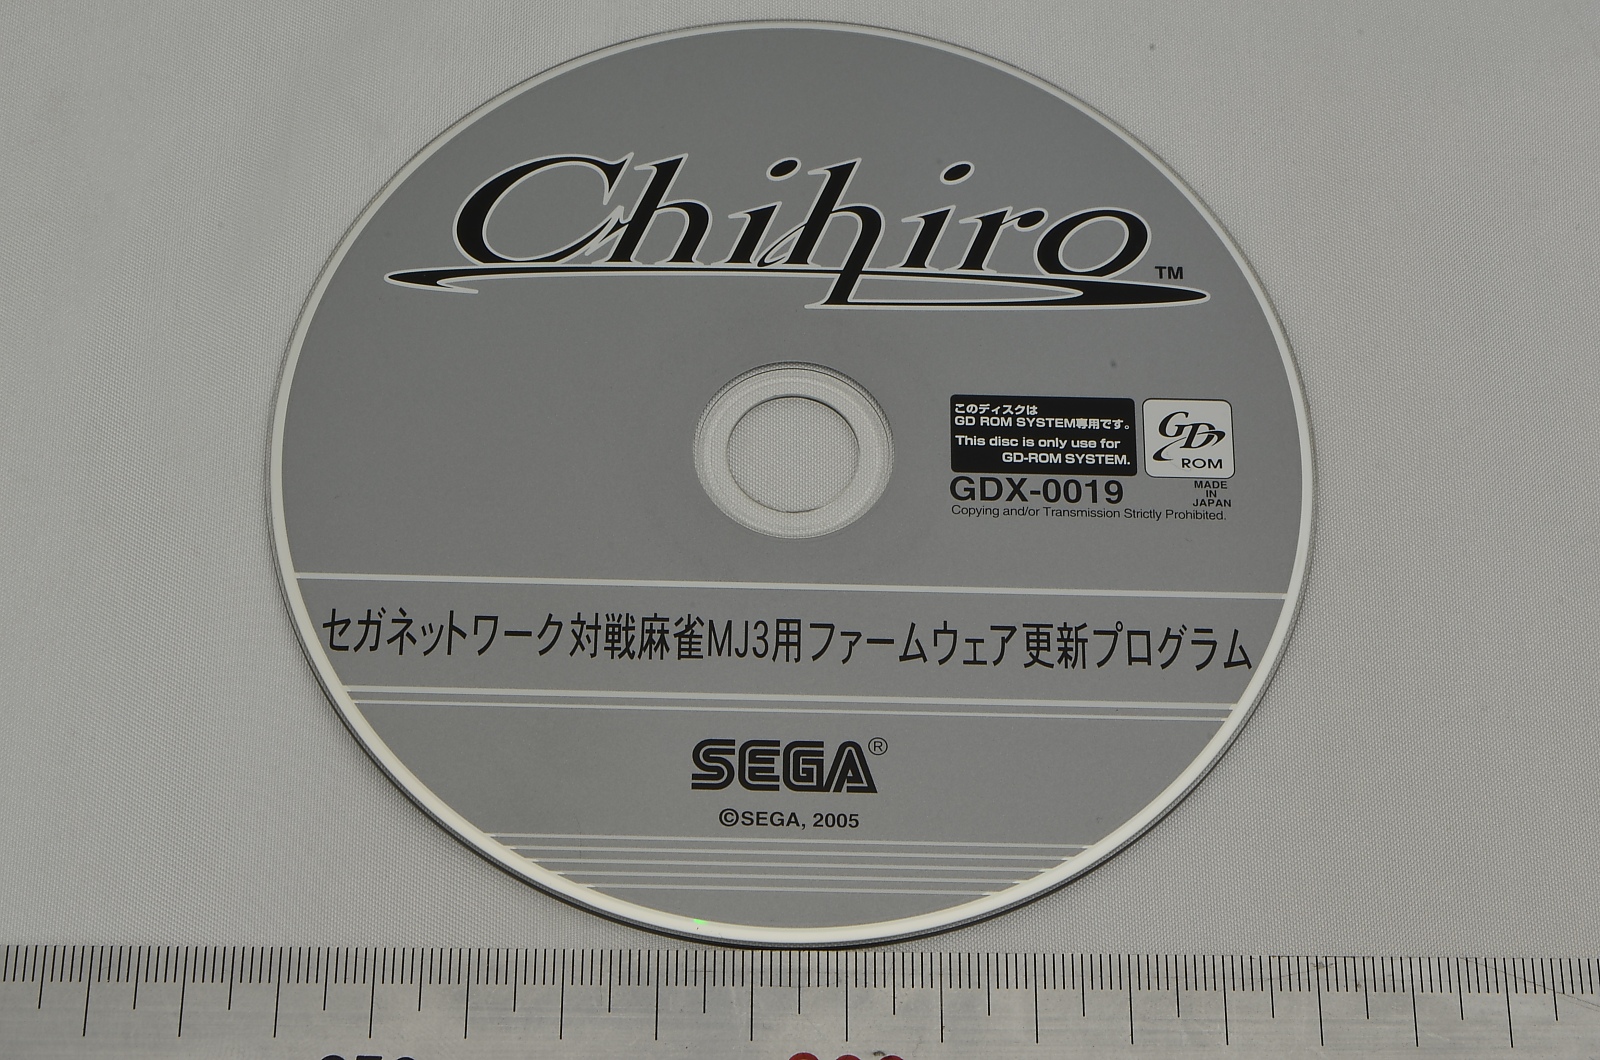 Chihiro™
このディスクは
GD ROM SYSTEM専用です。
This disc is only use for
GD-ROM SYSTEM.
GD
ROM
GDX-0019
MADE
IN
JAPAN
Copying and/or Transmission Strictly Prohibited.
セガネットワーク対戦麻雀MJ3用ファームウェア更新プログラム
SEGA®
©SEGA, 2005